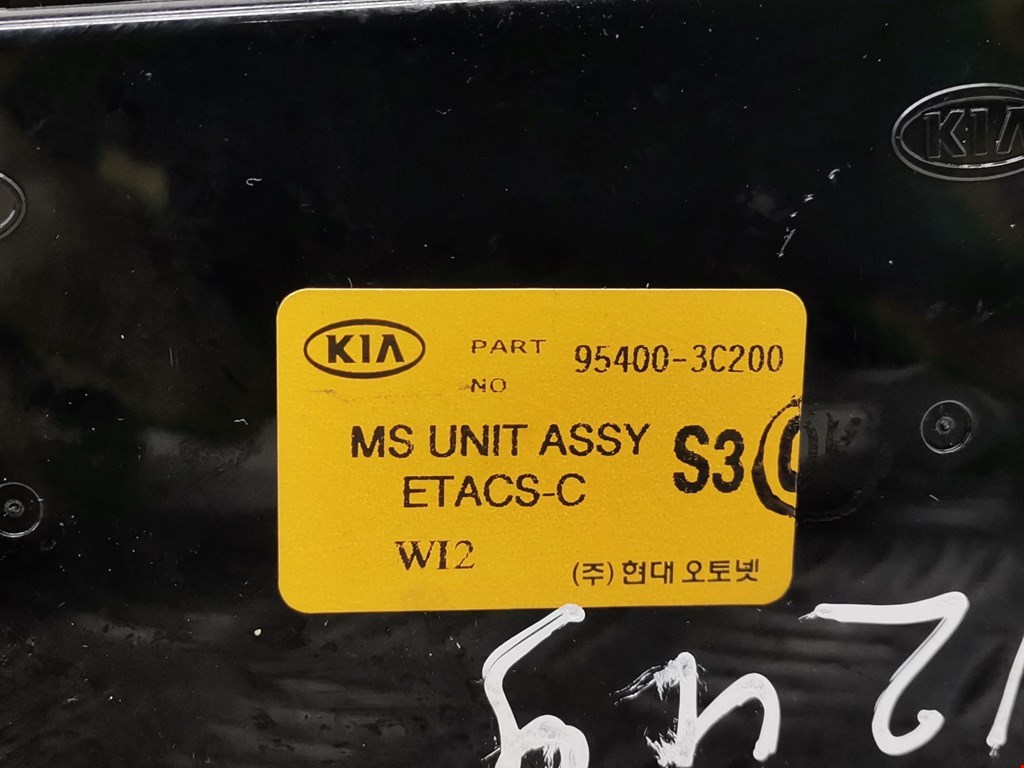 KIA
KIA PART 95400-3C200
NO
MS UNIT ASSY S3
ETACS-C
WI2
(주) 현대 오토넷